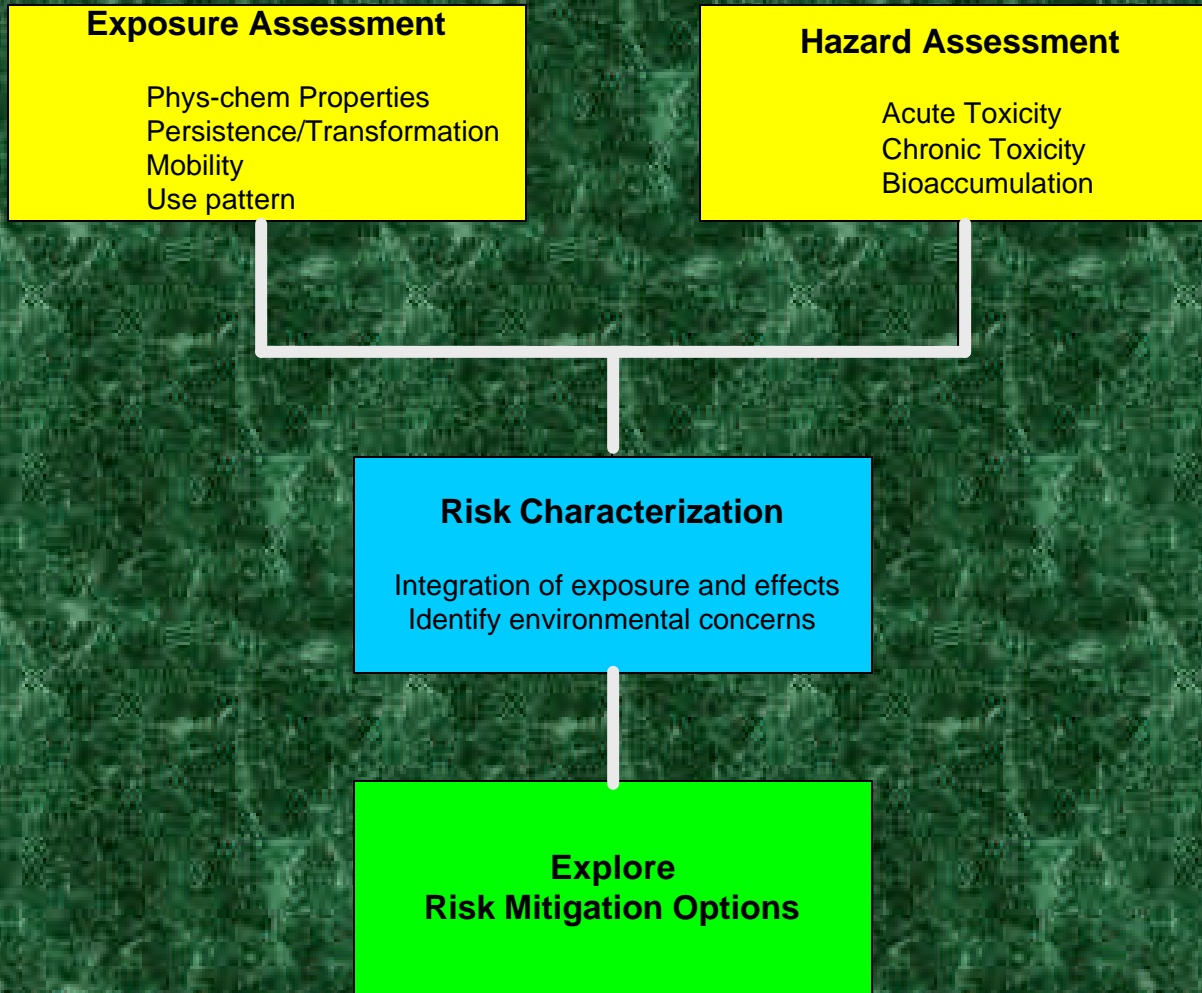 Exposure Assessment
Phys-chem Properties
Persistence/Transformation
Mobility
Use pattern
Hazard Assessment
Acute Toxicity
Chronic Toxicity
Bioaccumulation
Risk Characterization
Integration of exposure and effects
Identify environmental concerns
Explore
Risk Mitigation Options